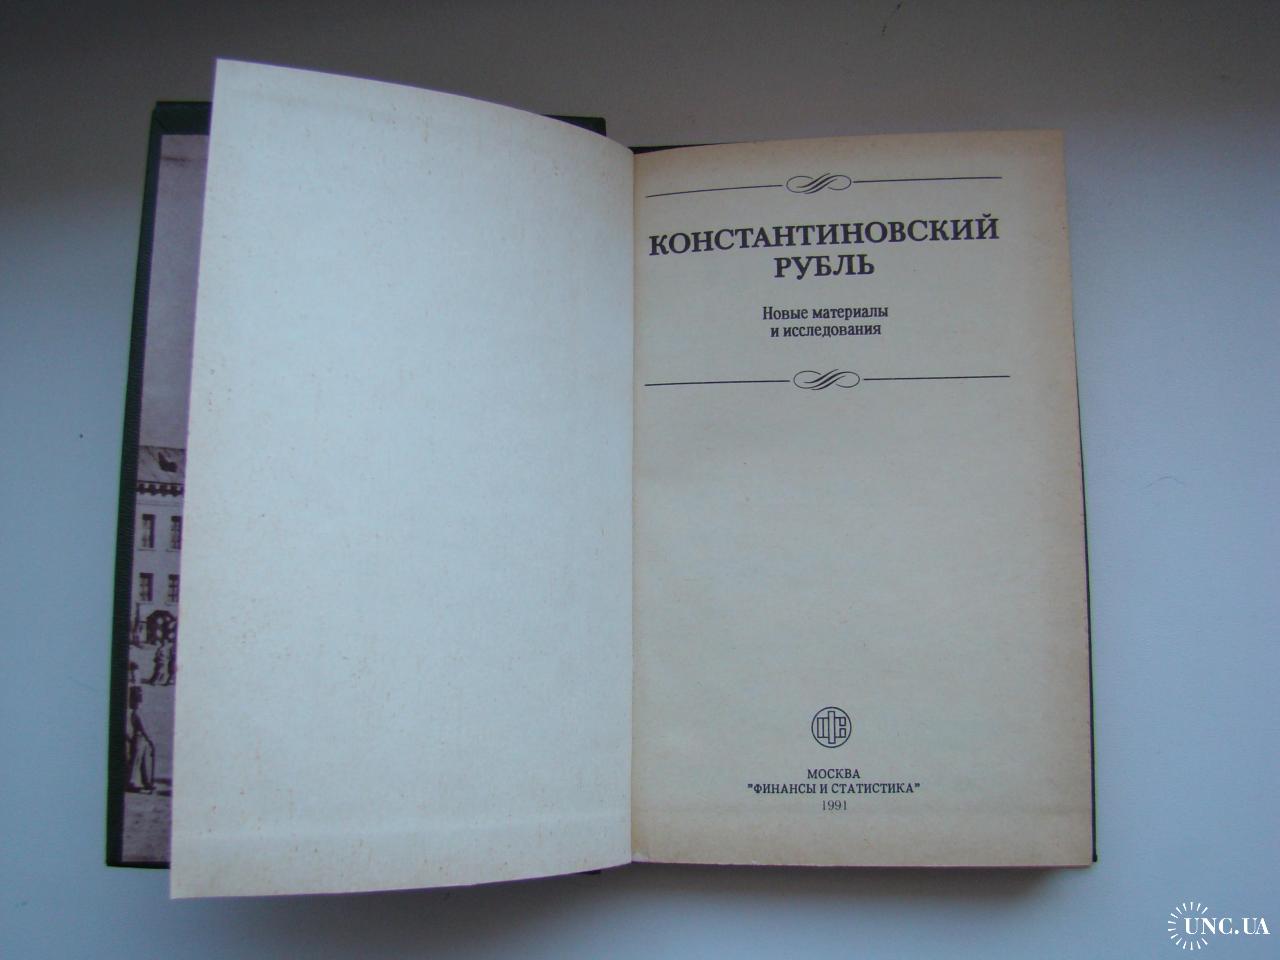 КОНСТАНТИНОВСКИЙ
РУБЛЬ
Новые материалы
и исследования
МОСКВА
"ФИНАНСЫ И СТАТИСТИКА"
1991
UNC.UA